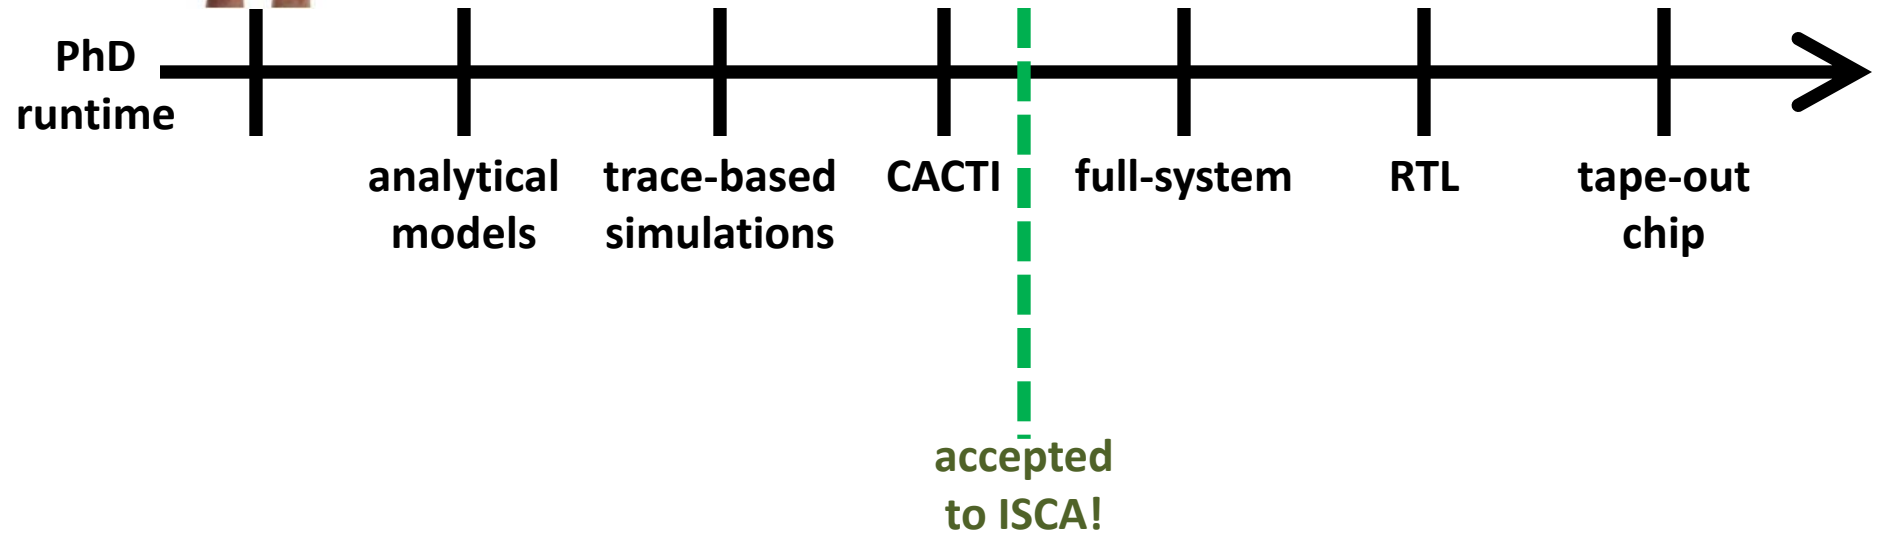 PhD
runtime
analytical
models
trace-based
simulations
CACTI
full-system
RTL
tape-out
chip
accepted
to ISCA!